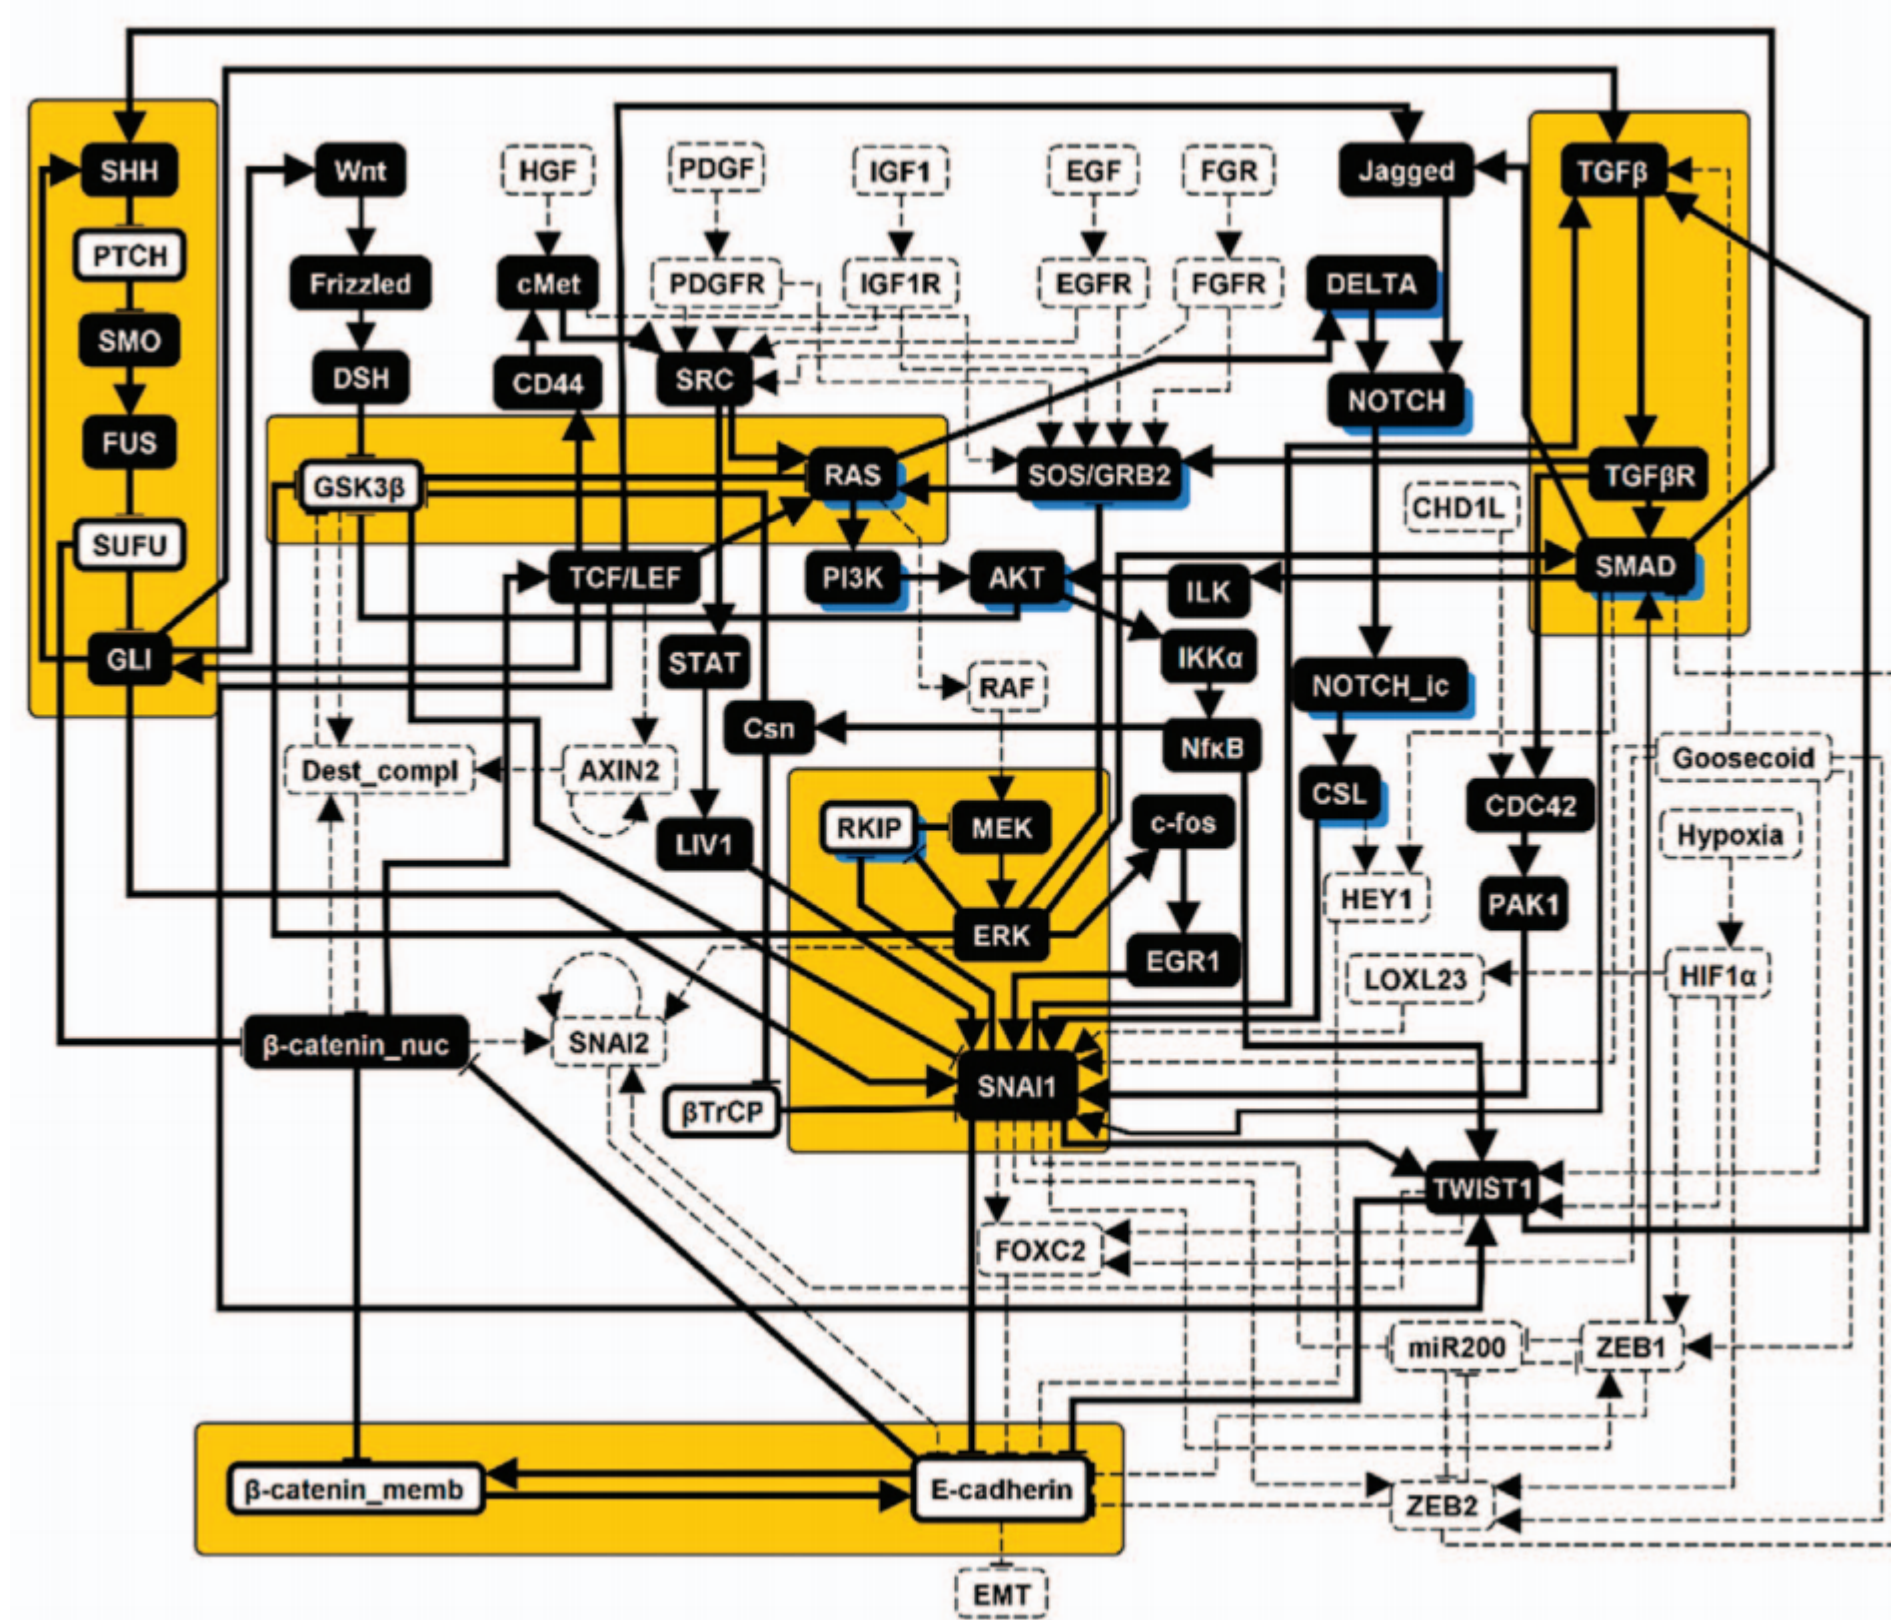 SHH
Wnt
HGF
PDGF
IGF1
EGF
FGR
Jagged
TGFβ
PTCH
Frizzled
cMet
PDGFR
IGF1R
EGFR
FGFR
DELTA
SMO
DSH
CD44
SRC
NOTCH
FUS
GSK3β
RAS
SOS/GRB2
TGFβR
CHD1L
SUFU
TCF/LEF
PI3K
AKT
ILK
SMAD
GLI
STAT
IKKα
RAF
NOTCH_ic
Csn
NfκB
Dest_compl
AXIN2
Goosecoid
CSL
CDC42
RKIP
MEK
c-fos
Hypoxia
LIV1
HEY1
PAK1
ERK
EGR1
LOXL23
HIF1α
β-catenin_nuc
SNAI2
SNAI1
βTrCP
TWIST1
FOXC2
miR200
ZEB1
β-catenin_memb
E-cadherin
ZEB2
EMT